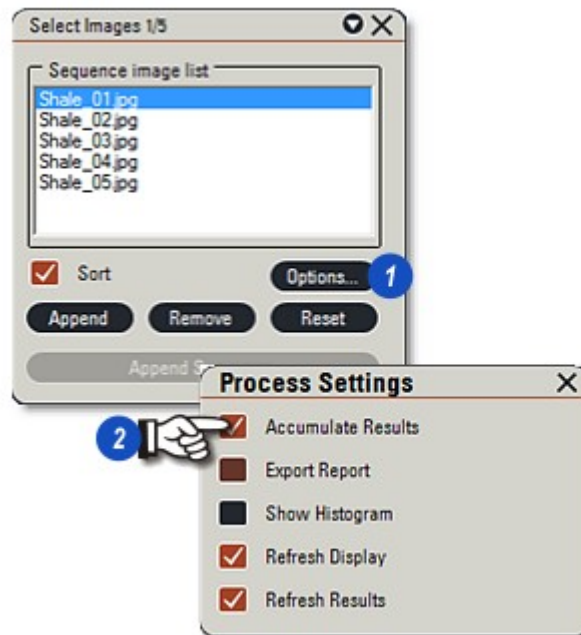 Select Images 1/5
Sequence image list
Shale_01.jpg
Shale_02.jpg
Shale_03.jpg
Shale_04.jpg
Shale_05.jpg
Sort
Options...
1
Append
Remove
Reset
Append S
Process Settings
2
Accumulate Results
Export Report
Show Histogram
Refresh Display
Refresh Results